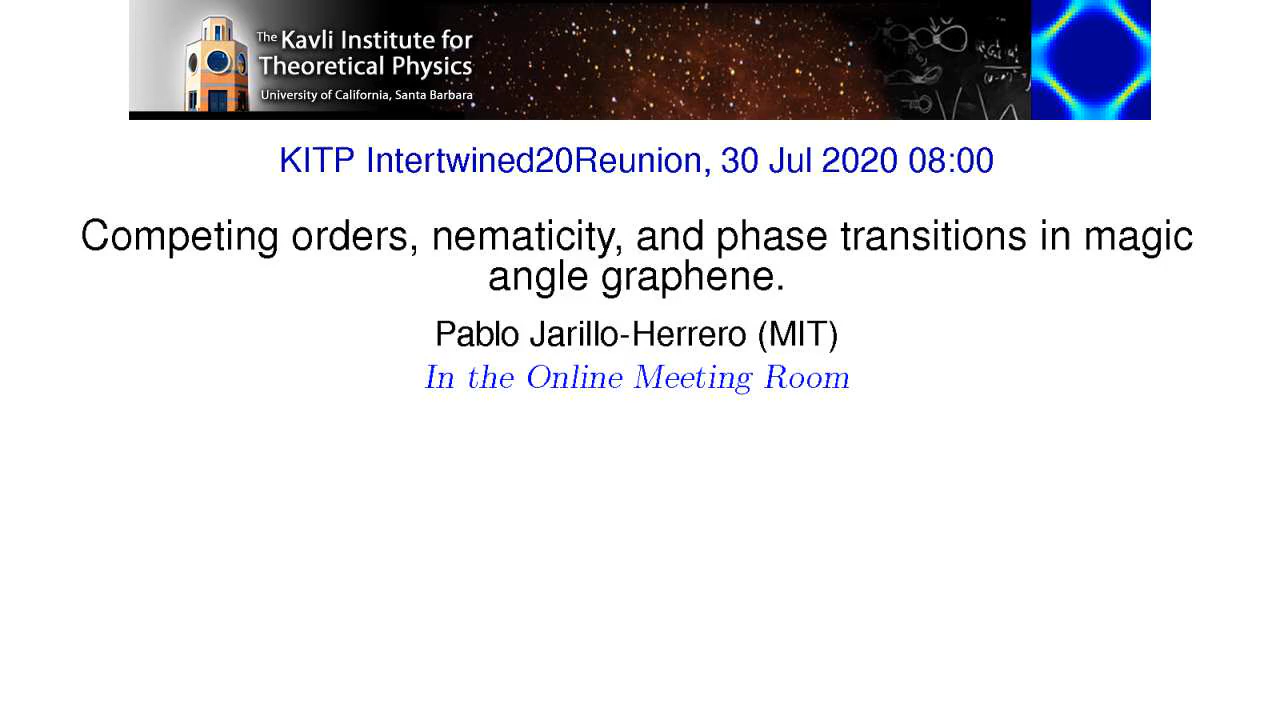 The Kavli Institute for
Theoretical Physics
University of California, Santa Barbara
KITP Intertwined20Reunion, 30 Jul 2020 08:00
Competing orders, nematicity, and phase transitions in magic
angle graphene.
Pablo Jarillo-Herrero (MIT)
In the Online Meeting Room